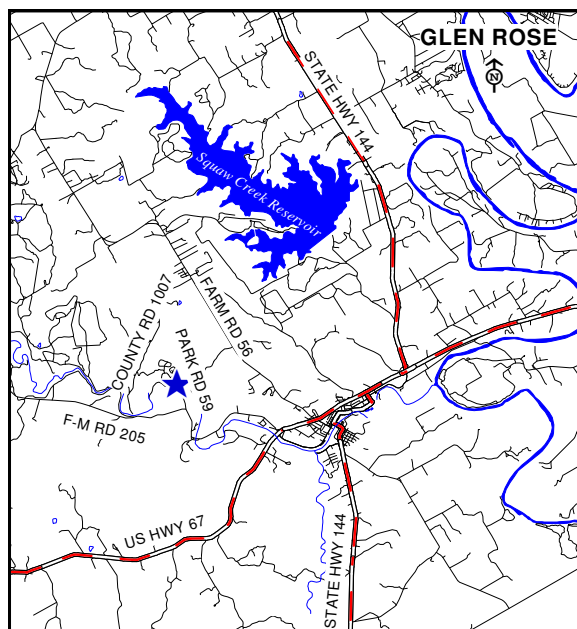 GLEN ROSE
N
STATE HWY 144
Squaw Creek Reservoir
FARM RD 56
COUNTY RD 1007
PARK RD 59
F-M RD 205
US HWY 67
STATE HWY 144